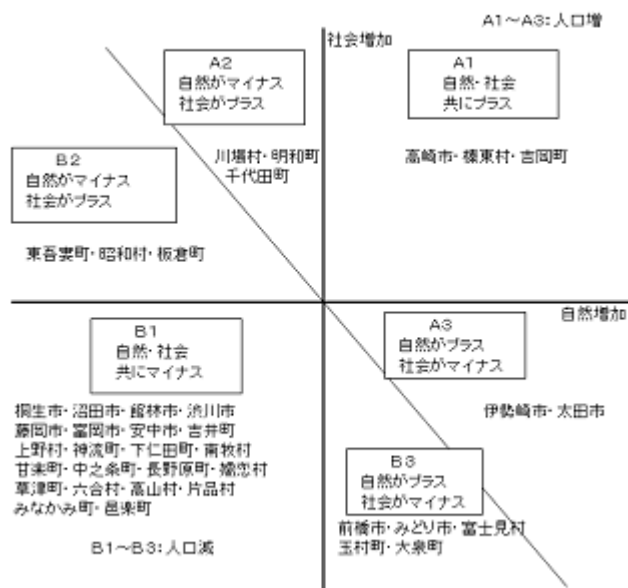 A1～A3:人口増
社会増加
A2
自然がマイナス
社会がプラス
A1
自然・社会
共にプラス
川場村・明和町
千代田町
高崎市・榛東村・吉岡町
B2
自然がマイナス
社会がプラス
東吾妻町・昭和村・板倉町
自然増加
B1
自然・社会
共にマイナス
A3
自然がプラス
社会がマイナス
桐生市・沼田市・館林市・渋川市
藤岡市・富岡市・安中市・吉井町
上野村・神流町・下仁田町・南牧村
甘楽町・中之条町・長野原町・嬬恋村
草津町・六合村・高山村・片品村
みなかみ町・邑楽町
伊勢崎市・太田市
B3
自然がプラス
社会がマイナス
前橋市・みどり市・富士見村
玉村町・大泉町
B1～B3:人口減